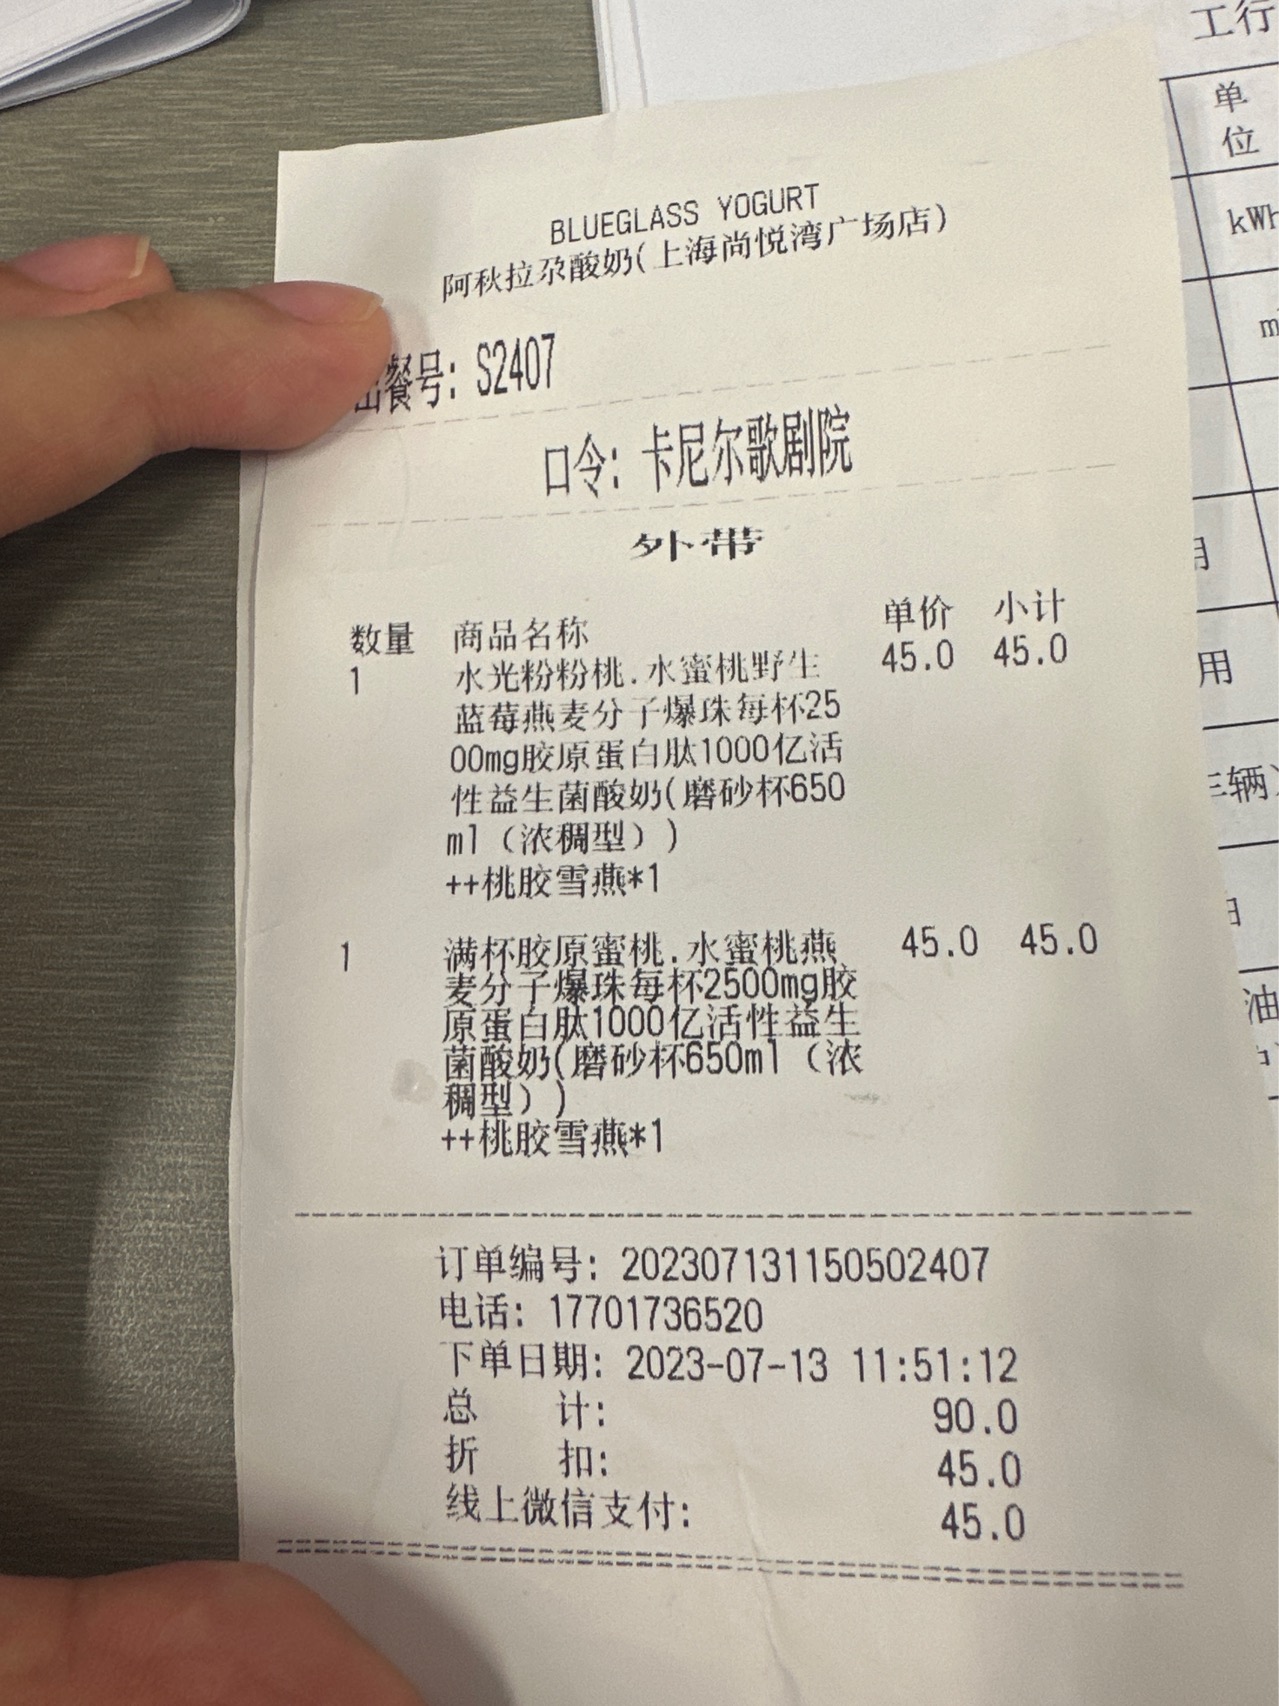 BLUEGLASS YOGURT
阿秋拉尕酸奶(上海尚悦湾广场店)
出餐号: S2407
口令: 卡尼尔歌剧院
外带
数量 商品名称 单价 小计
1 水光粉粉桃.水蜜桃野生 45.0 45.0
蓝莓燕麦分子爆珠每杯25
00mg胶原蛋白肽1000亿活
性益生菌酸奶(磨砂杯650
ml（浓稠型）)
++桃胶雪燕*1
1 满杯胶原蜜桃.水蜜桃燕 45.0 45.0
麦分子爆珠每杯2500mg胶
原蛋白肽1000亿活性益生
菌酸奶(磨砂杯650ml（浓
稠型）)
++桃胶雪燕*1
订单编号: 202307131150502407
电话: 17701736520
下单日期: 2023-07-13 11:51:12
总 计: 90.0
折 扣: 45.0
线上微信支付: 45.0
工行
单
位
kWh
用
油